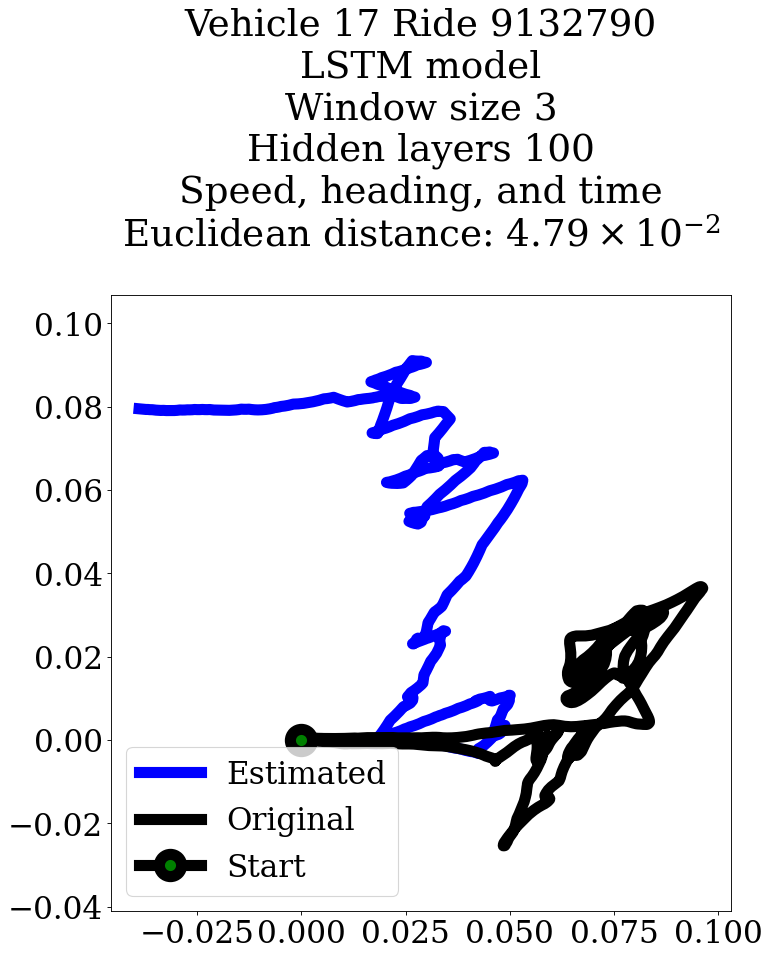 Vehicle 17 Ride 9132790
LSTM model
Window size 3
Hidden layers 100
Speed, heading, and time
Euclidean distance: 4.79 × 10⁻²
0.10
0.08
0.06
0.04
0.02
0.00
−0.02
−0.04
Estimated
Original
Start
−0.025 0.000 0.025 0.050 0.075 0.100